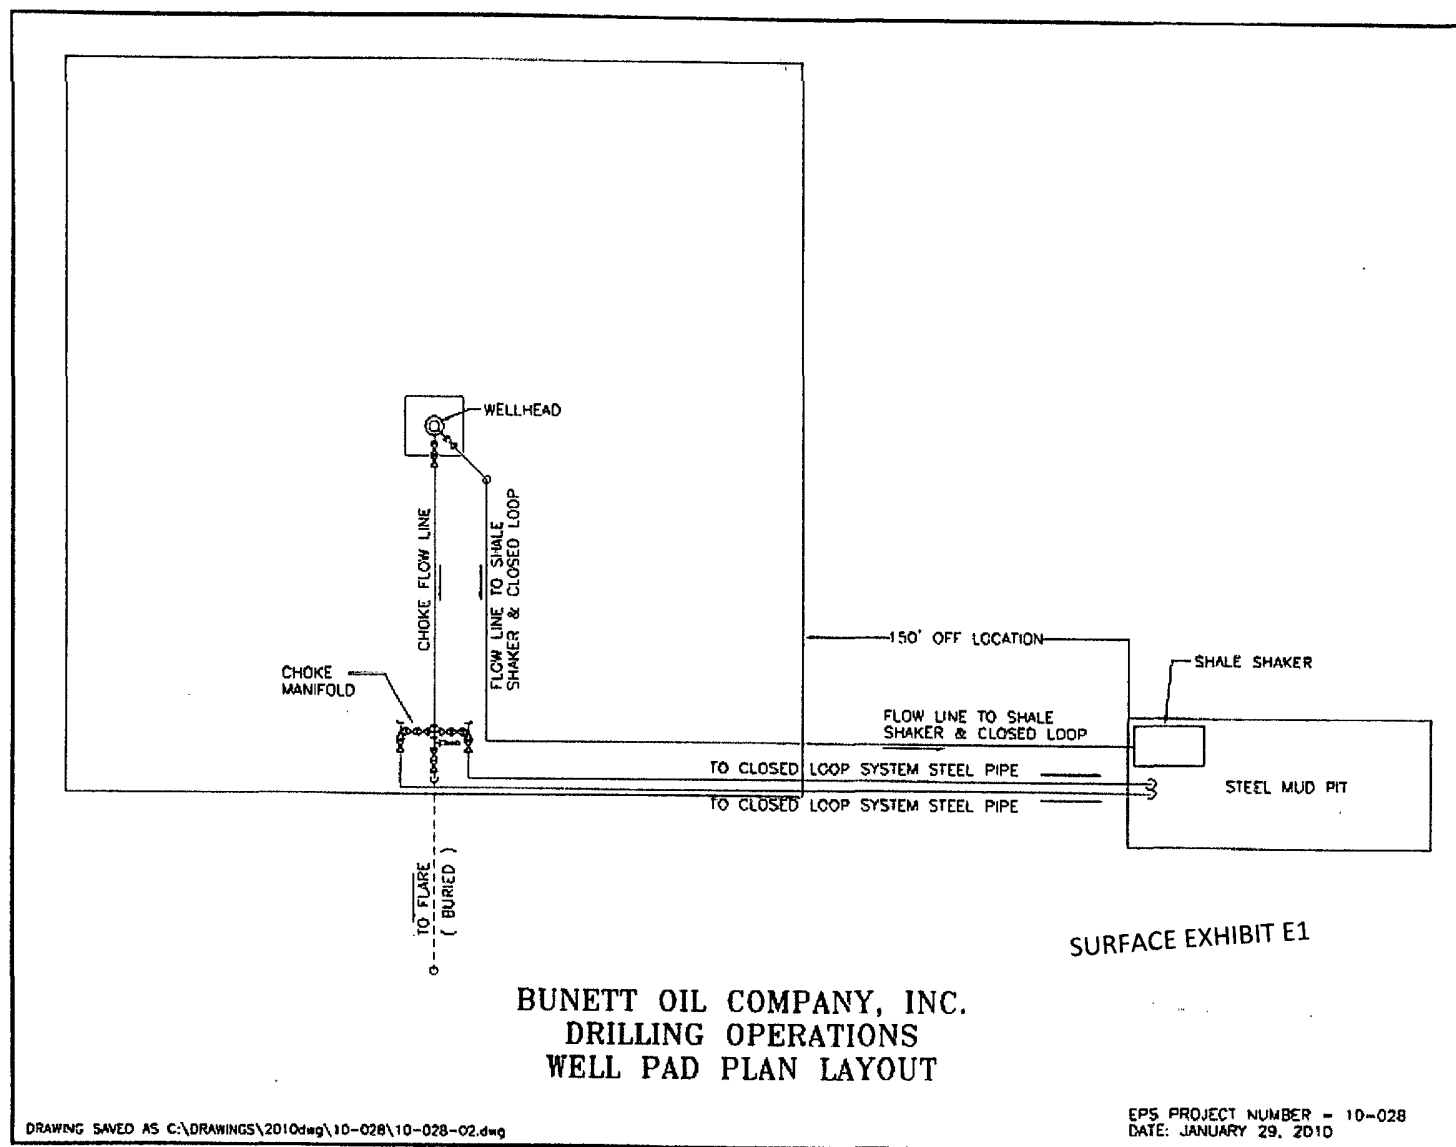 WELLHEAD
CHOKE FLOW LINE
FLOW LINE TO SHALE
SHAKER & CLOSED LOOP
CHOKE
MANIFOLD
150' OFF LOCATION
SHALE SHAKER
FLOW LINE TO SHALE
SHAKER & CLOSED LOOP
TO CLOSED LOOP SYSTEM STEEL PIPE
TO CLOSED LOOP SYSTEM STEEL PIPE
STEEL MUD PIT
TO FLARE
( BURIED )
SURFACE EXHIBIT E1
BUNETT OIL COMPANY, INC.
DRILLING OPERATIONS
WELL PAD PLAN LAYOUT
DRAWING SAVED AS C:\DRAWINGS\2010dwg\10-028\10-028-02.dwg
EPS PROJECT NUMBER = 10-028
DATE: JANUARY 29, 2010